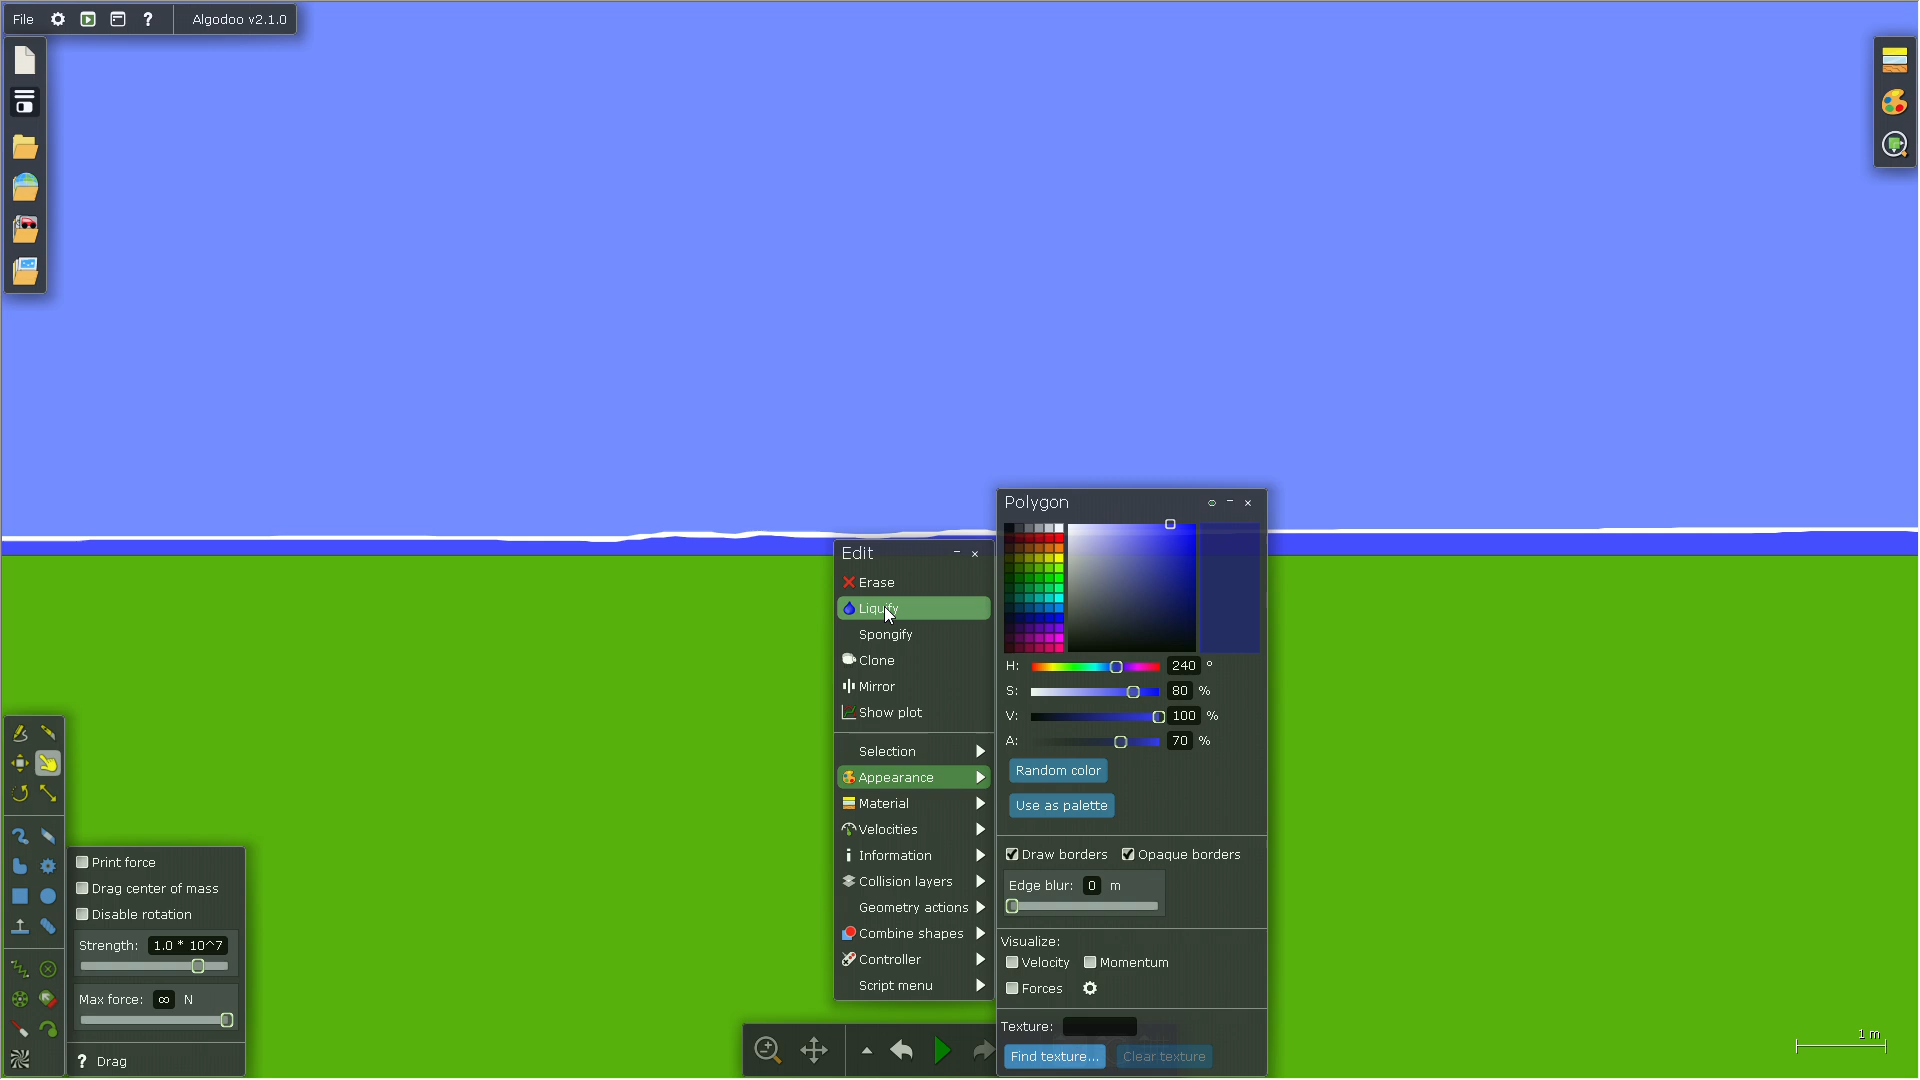 File ? Algodoo v2.1.0
Polygon
Edit
Erase
Liquify
Spongify
Clone
Mirror
Show plot
Selection
Appearance
Material
Velocities
Information
Collision layers
Geometry actions
Combine shapes
Controller
Script menu
H: 240 °
S: 80 %
V: 100 %
A: 70 %
Random color
Use as palette
Draw borders Opaque borders
Edge blur: 0 m
Visualize:
Velocity Momentum
Forces
Texture:
Find texture... Clear texture
Print force
Drag center of mass
Disable rotation
Strength: 1.0 * 10^7
Max force: ∞ N
? Drag
1 m